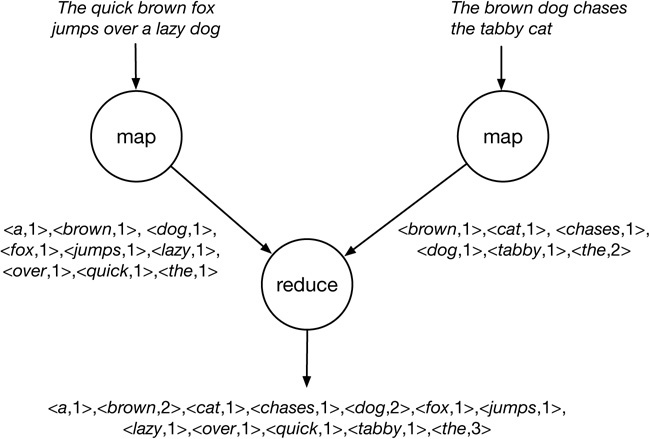 The quick brown fox
jumps over a lazy dog
The brown dog chases
the tabby cat
map
map
<a,1>,<brown,1>, <dog,1>,
<fox,1>,<jumps,1>,<lazy,1>,
<over,1>,<quick,1>,<the,1>
<brown,1>,<cat,1>, <chases,1>,
<dog,1>,<tabby,1>,<the,2>
reduce
<a,1>,<brown,2>,<cat,1>,<chases,1>,<dog,2>,<fox,1>,<jumps,1>,
<lazy,1>,<over,1>,<quick,1>,<tabby,1>,<the,3>